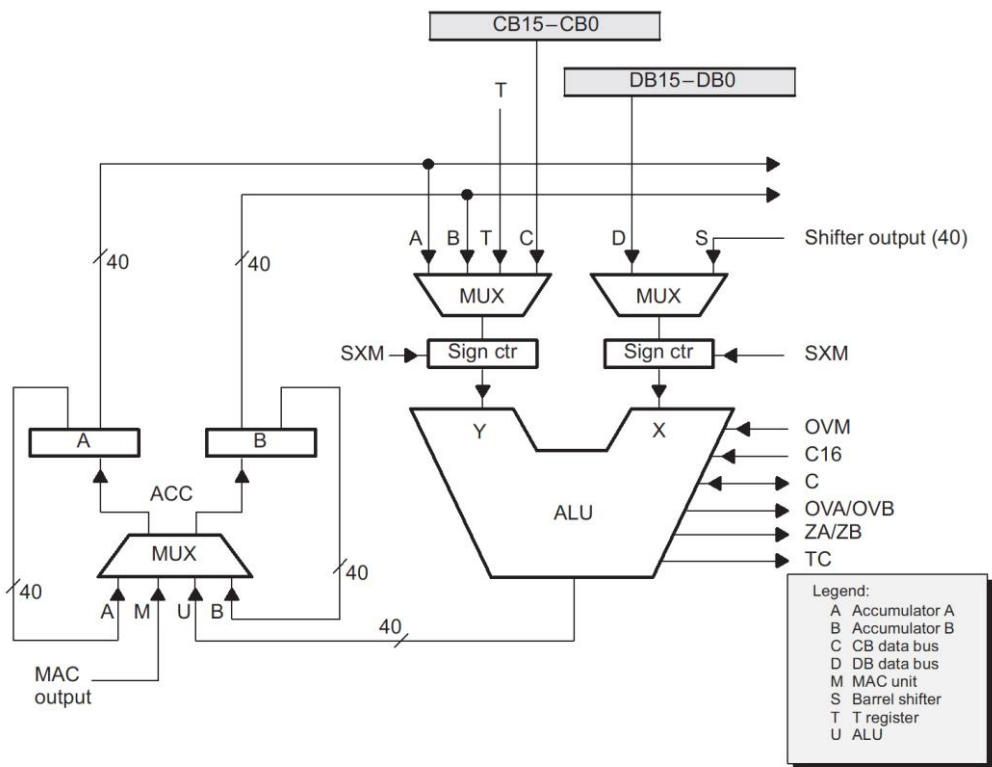 CB15–CB0
DB15–DB0
T
A B T C D S Shifter output (40)
40 40
MUX MUX
SXM Sign ctr Sign ctr SXM
A B Y X OVM
C16
ACC C
ALU OVA/OVB
MUX ZA/ZB
40 40 TC
A M U B
40
MAC
output
Legend:
A Accumulator A
B Accumulator B
C CB data bus
D DB data bus
M MAC unit
S Barrel shifter
T T register
U ALU